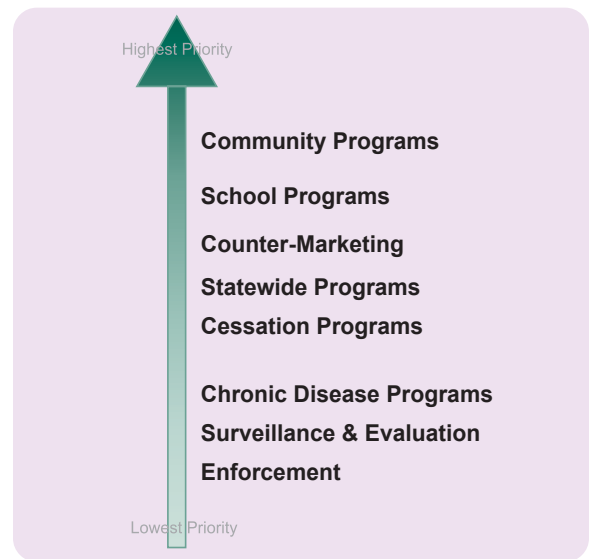 Highest Priority
Community Programs
School Programs
Counter-Marketing
Statewide Programs
Cessation Programs
Chronic Disease Programs
Surveillance & Evaluation
Enforcement
Lowest Priority